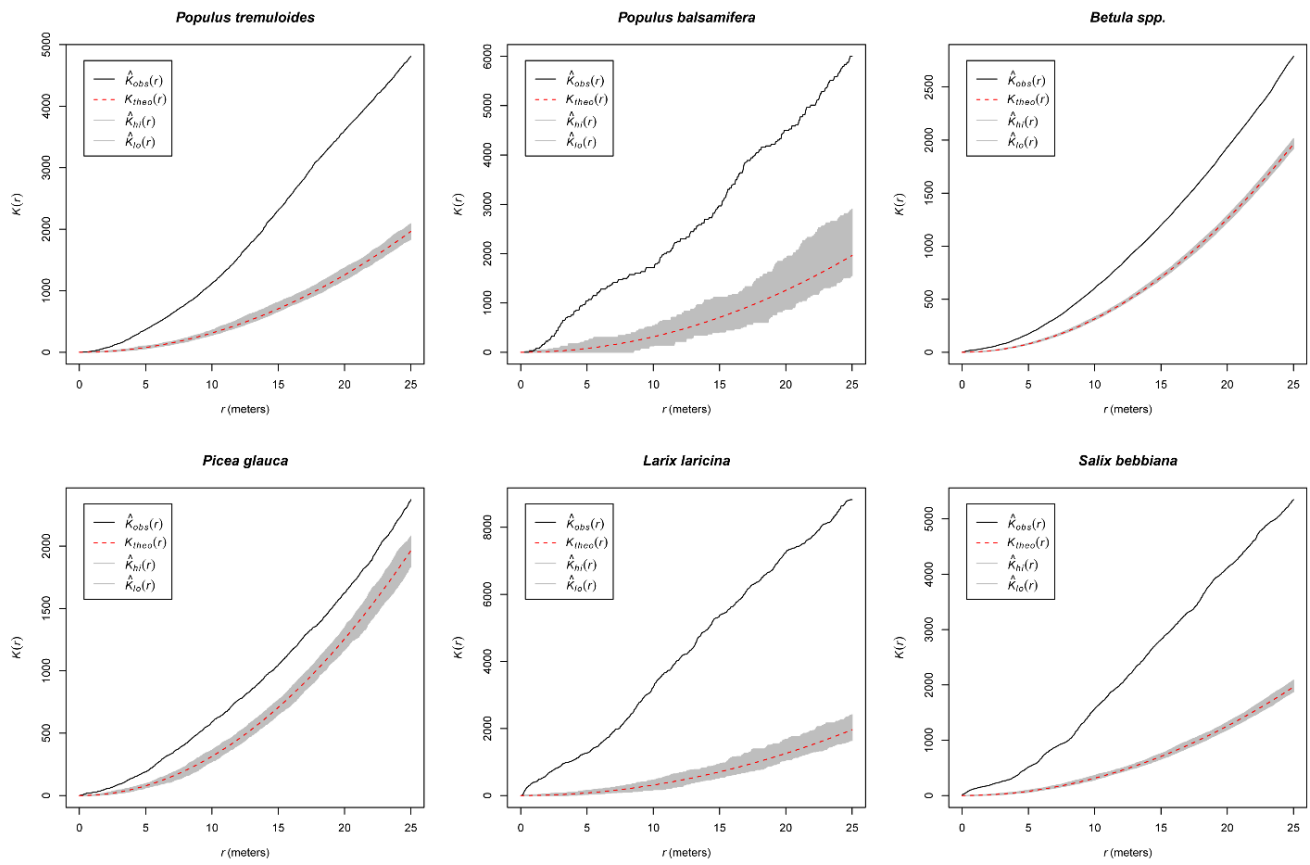 Populus tremuloides
K(r)
5000
4000
3000
2000
1000
0
K̂obs(r)
Ktheo(r)
K̂hi(r)
K̂lo(r)
0 5 10 15 20 25
r (meters)
Populus balsamifera
K(r)
6000
5000
4000
3000
2000
1000
0
K̂obs(r)
Ktheo(r)
K̂hi(r)
K̂lo(r)
0 5 10 15 20 25
r (meters)
Betula spp.
K(r)
2500
2000
1500
1000
500
0
K̂obs(r)
Ktheo(r)
K̂hi(r)
K̂lo(r)
0 5 10 15 20 25
r (meters)
Picea glauca
K(r)
2000
1500
1000
500
0
K̂obs(r)
Ktheo(r)
K̂hi(r)
K̂lo(r)
0 5 10 15 20 25
r (meters)
Larix laricina
K(r)
8000
6000
4000
2000
0
K̂obs(r)
Ktheo(r)
K̂hi(r)
K̂lo(r)
0 5 10 15 20 25
r (meters)
Salix bebbiana
K(r)
5000
4000
3000
2000
1000
0
K̂obs(r)
Ktheo(r)
K̂hi(r)
K̂lo(r)
0 5 10 15 20 25
r (meters)